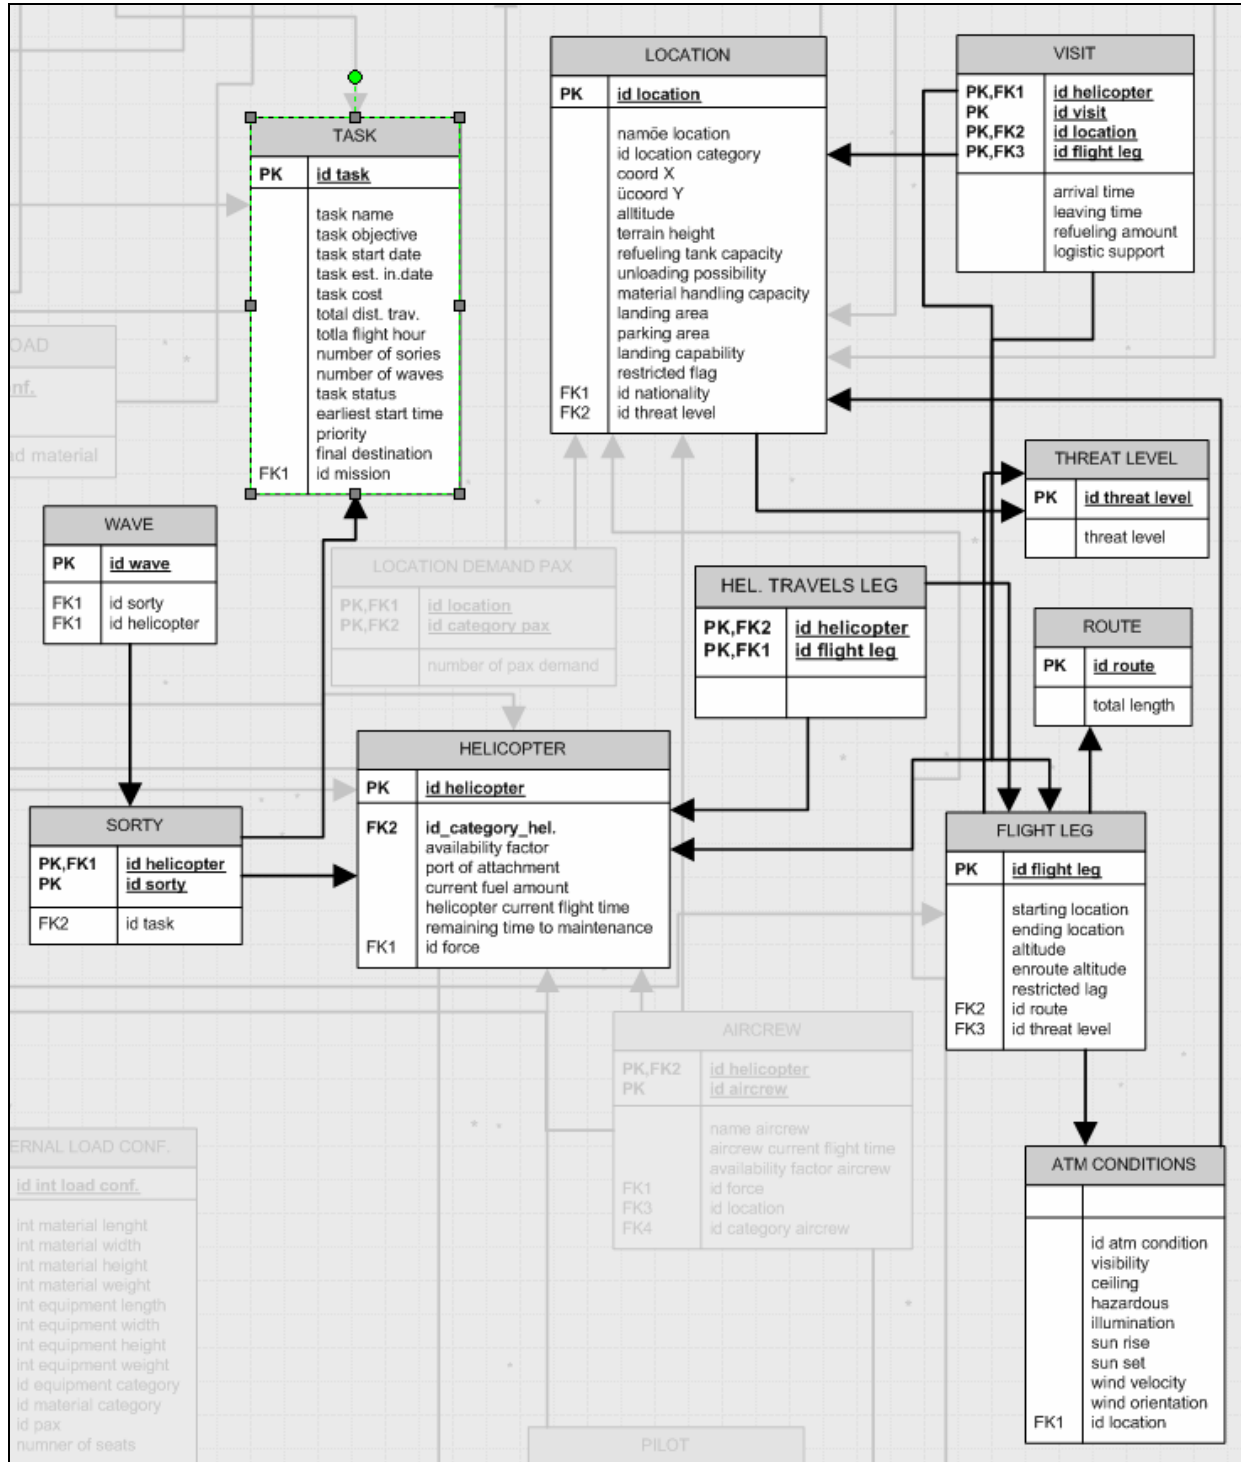 TASK
PK id task
task name
task objective
task start date
task est. in.date
task cost
total dist. trav.
totla flight hour
number of sories
number of waves
task status
earliest start time
priority
final destination
FK1 id mission
LOCATION
PK id location
namöe location
id location category
coord X
ücoord Y
alltitude
terrain height
refueling tank capacity
unloading possibility
material handling capacity
landing area
parking area
landing capability
restricted flag
FK1 id nationality
FK2 id threat level
VISIT
PK,FK1 id helicopter
PK id visit
PK,FK2 id location
PK,FK3 id flight leg
arrival time
leaving time
refueling amount
logistic support
OAD
nf.
ad material
THREAT LEVEL
PK id threat level
threat level
WAVE
PK id wave
FK1 id sorty
FK1 id helicopter
LOCATION DEMAND PAX
PK,FK1 id location
PK,FK2 id category pax
number of pax demand
HEL. TRAVELS LEG
PK,FK2 id helicopter
PK,FK1 id flight leg
ROUTE
PK id route
total length
HELICOPTER
PK id helicopter
FK2 id_category_hel.
availability factor
port of attachment
current fuel amount
helicopter current flight time
remaining time to maintenance
FK1 id force
SORTY
PK,FK1 id helicopter
PK id sorty
FK2 id task
FLIGHT LEG
PK id flight leg
starting location
ending location
altitude
enroute altitude
restricted lag
FK2 id route
FK3 id threat level
AIRCREW
PK,FK2 id helicopter
PK id aircrew
name aircrew
aircrew current flight time
availability factor aircrew
FK1 id force
FK3 id location
FK4 id category aircrew
ERNAL LOAD CONF.
id int load conf.
int material lenght
int material width
int material height
int material weight
int equipment length
int equipment width
int equipment height
int equipment weight
id equipment category
id material category
id pax
numner of seats
ATM CONDITIONS
id atm condition
visibility
ceiling
hazardous
illumination
sun rise
sun set
wind velocity
wind orientation
FK1 id location
PILOT